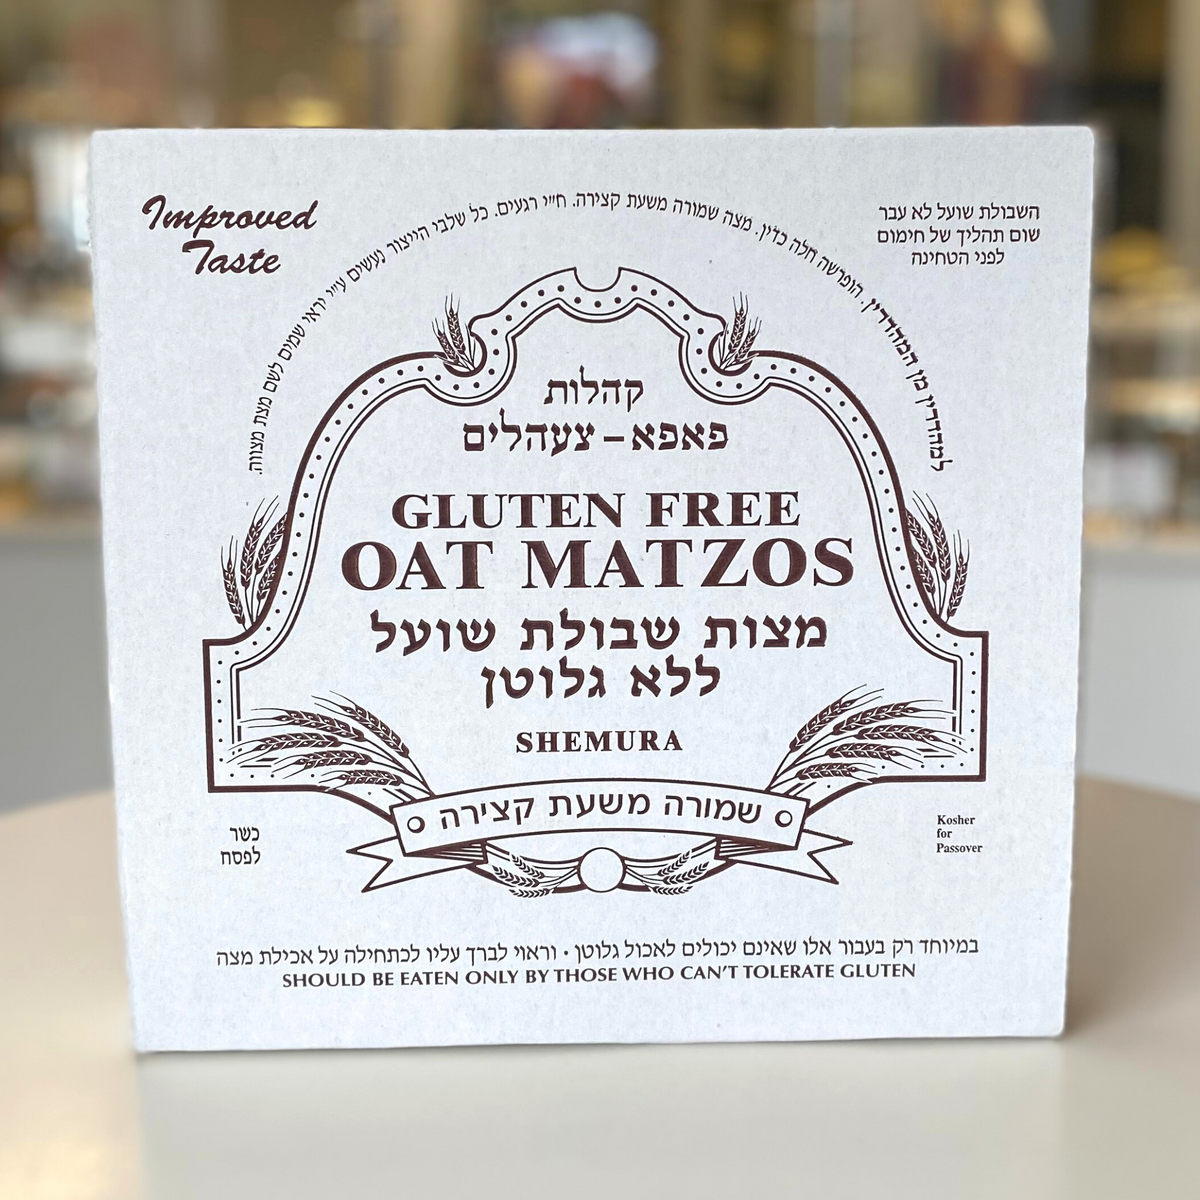 Improved
Taste
השבולת שועל לא עבר
שום תהליך של חימום
לפני הטחינה
למהדרין מן המהדרין. הופרשה חלה כדין. מצה שמורה משעת קצירה. ח״י רגעים. כל שלבי הייצור נעשים ע״י יראי שמים לשם מצת מצווה.
קהלות
פאפא – צעהלים
GLUTEN FREE
OAT MATZOS
מצות שבולת שועל
ללא גלוטן
SHEMURA
שמורה משעת קצירה
כשר
לפסח
Kosher
for
Passover
במיוחד רק בעבור אלו שאינם יכולים לאכול גלוטן · וראוי לברך עליו לכתחילה על אכילת מצה
SHOULD BE EATEN ONLY BY THOSE WHO CAN'T TOLERATE GLUTEN